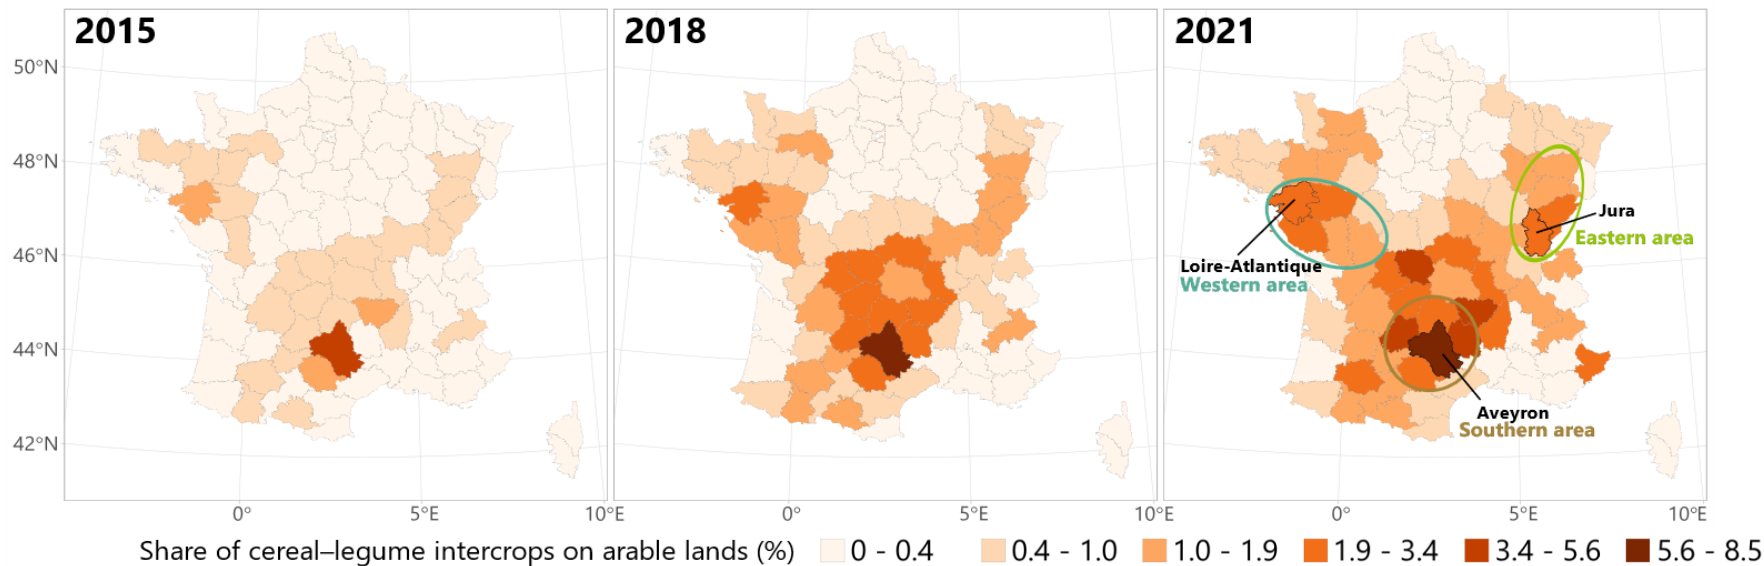 2015
2018
2021
50°N
48°N
46°N
44°N
42°N
Jura
Eastern area
Loire-Atlantique
Western area
Aveyron
Southern area
0° 5°E 10°E 0° 5°E 10°E 0° 5°E 10°E
Share of cereal–legume intercrops on arable lands (%) 0 - 0.4 0.4 - 1.0 1.0 - 1.9 1.9 - 3.4 3.4 - 5.6 5.6 - 8.5